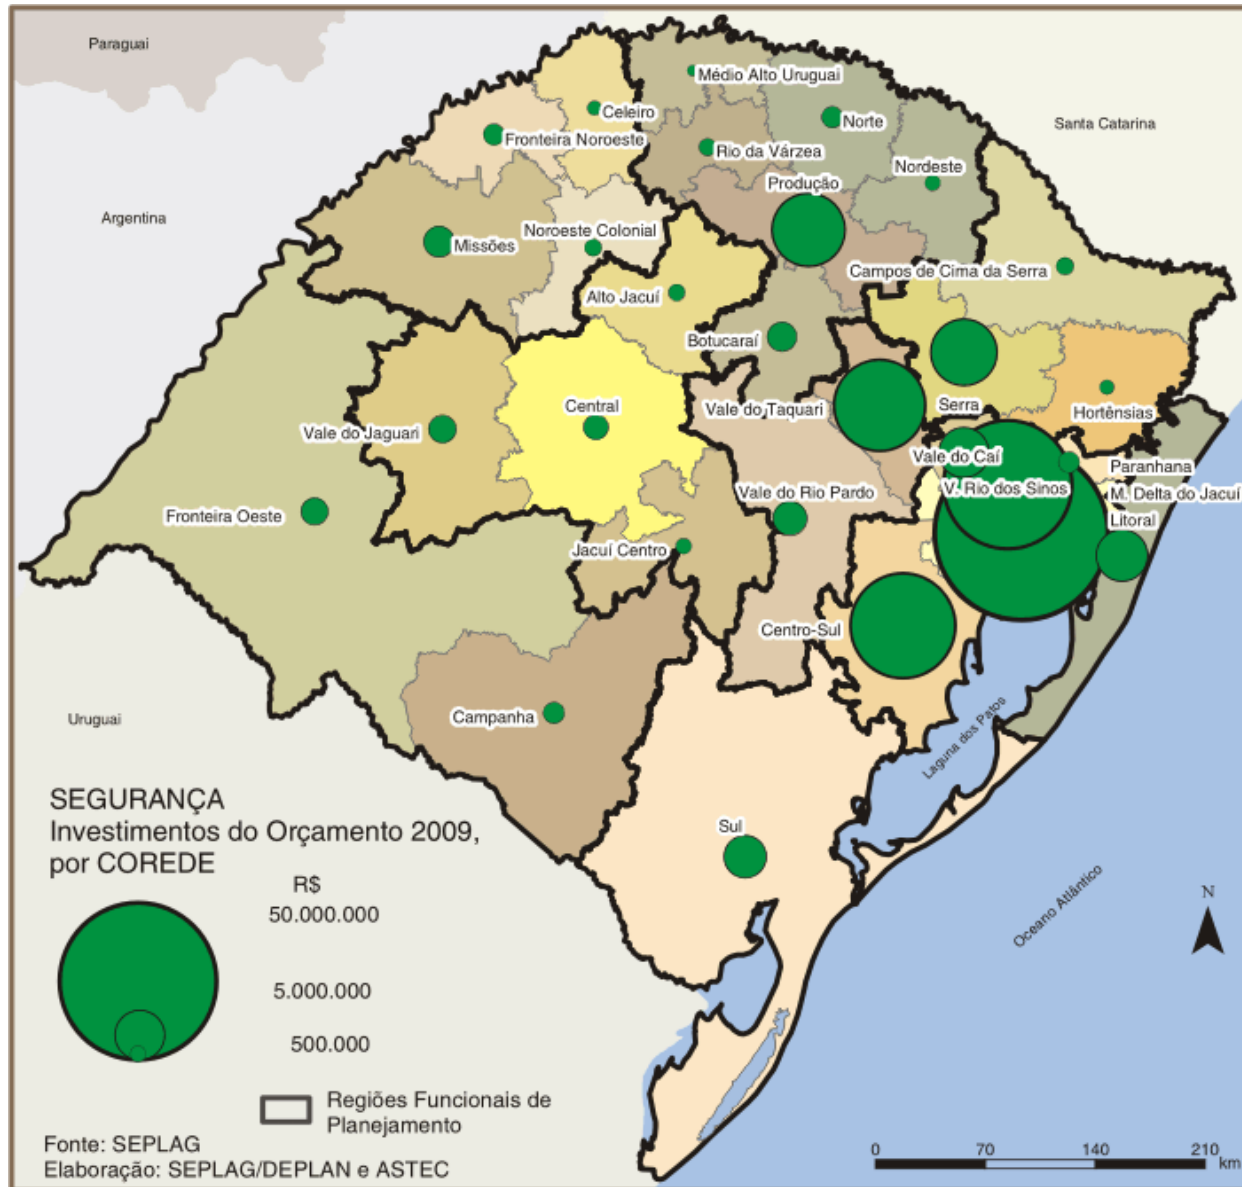 Paraguai
Médio Alto Uruguai
Celeiro
Norte
Santa Catarina
Fronteira Noroeste
Rio da Várzea
Nordeste
Produção
Argentina
Noroeste Colonial
Missões
Campos de Cima da Serra
Alto Jacuí
Botucaraí
Central
Vale do Taquari
Serra
Hortênsias
Vale do Jaguari
Vale do Caí
Paranhana
V. Rio dos Sinos
M. Delta do Jacuí
Vale do Rio Pardo
Fronteira Oeste
Litoral
Jacuí Centro
Centro-Sul
Campanha
Uruguai
Laguna dos Patos
SEGURANÇA
Investimentos do Orçamento 2009,
por COREDE
Sul
R$
50.000.000
5.000.000
500.000
Oceano Atlântico
N
Regiões Funcionais de
Planejamento
Fonte: SEPLAG
Elaboração: SEPLAG/DEPLAN e ASTEC
0 70 140 210
km